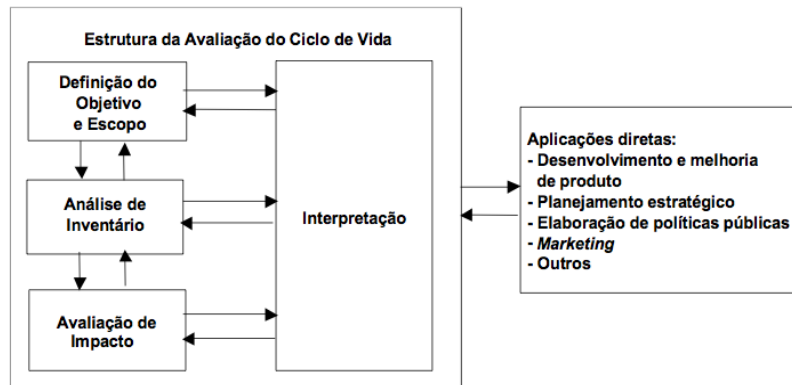 Estrutura da Avaliação do Ciclo de Vida
Definição do
Objetivo
e Escopo
Análise de
Inventário
Avaliação de
Impacto
Interpretação
Aplicações diretas:
- Desenvolvimento e melhoria
de produto
- Planejamento estratégico
- Elaboração de políticas públicas
- Marketing
- Outros